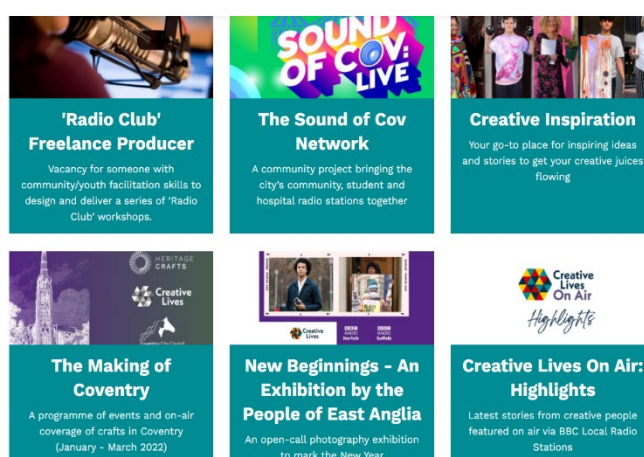 SOUND
OF COV:
LIVE
'Radio Club'
Freelance Producer
Vacancy for someone with
community/youth facilitation skills to
design and deliver a series of 'Radio
Club' workshops.
The Sound of Cov
Network
A community project bringing the
city's community, student and
hospital radio stations together
Creative Inspiration
Your go-to place for inspiring ideas
and stories to get your creative juices
flowing
HERITAGE
CRAFTS
Creative
Lives
Coventry City Council
The Making of
Coventry
A programme of events and on-air
coverage of crafts in Coventry
(January - March 2022)
Creative
Lives
BBC
RADIO
Norfolk
BBC
RADIO
Suffolk
New Beginnings - An
Exhibition by the
People of East Anglia
An open-call photography exhibition
to mark the New Year
Creative
Lives
On Air
Highlights
Creative Lives On Air:
Highlights
Latest stories from creative people
featured on air via BBC Local Radio
Stations